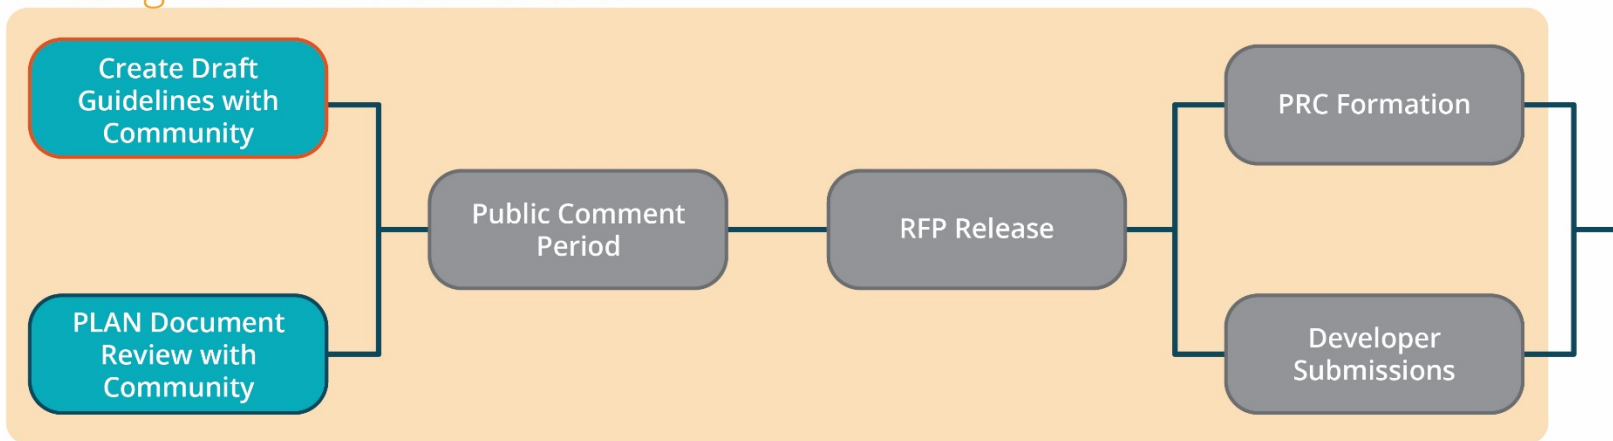 Create Draft
Guidelines with
Community
PLAN Document
Review with
Community
Public Comment
Period
RFP Release
PRC Formation
Developer
Submissions